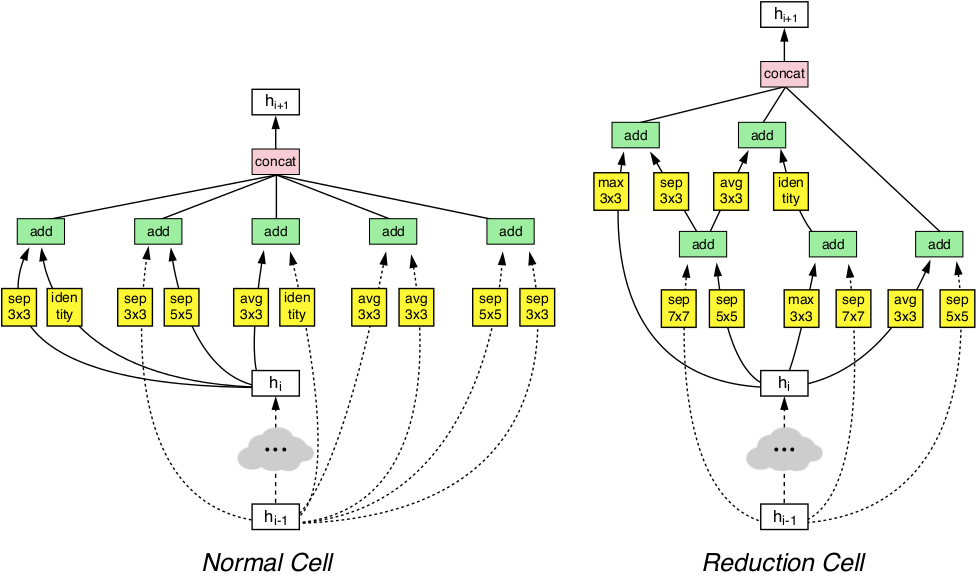 h_{i+1}
concat
add add add add add
sep iden sep sep avg iden avg avg sep sep
3x3 tity 3x3 5x5 3x3 tity 3x3 3x3 5x5 3x3
h_i
...
h_{i-1}
Normal Cell
h_{i+1}
concat
add add
max sep avg iden
3x3 3x3 3x3 tity
add add add
sep sep max sep avg sep
7x7 5x5 3x3 7x7 3x3 5x5
h_i
...
h_{i-1}
Reduction Cell